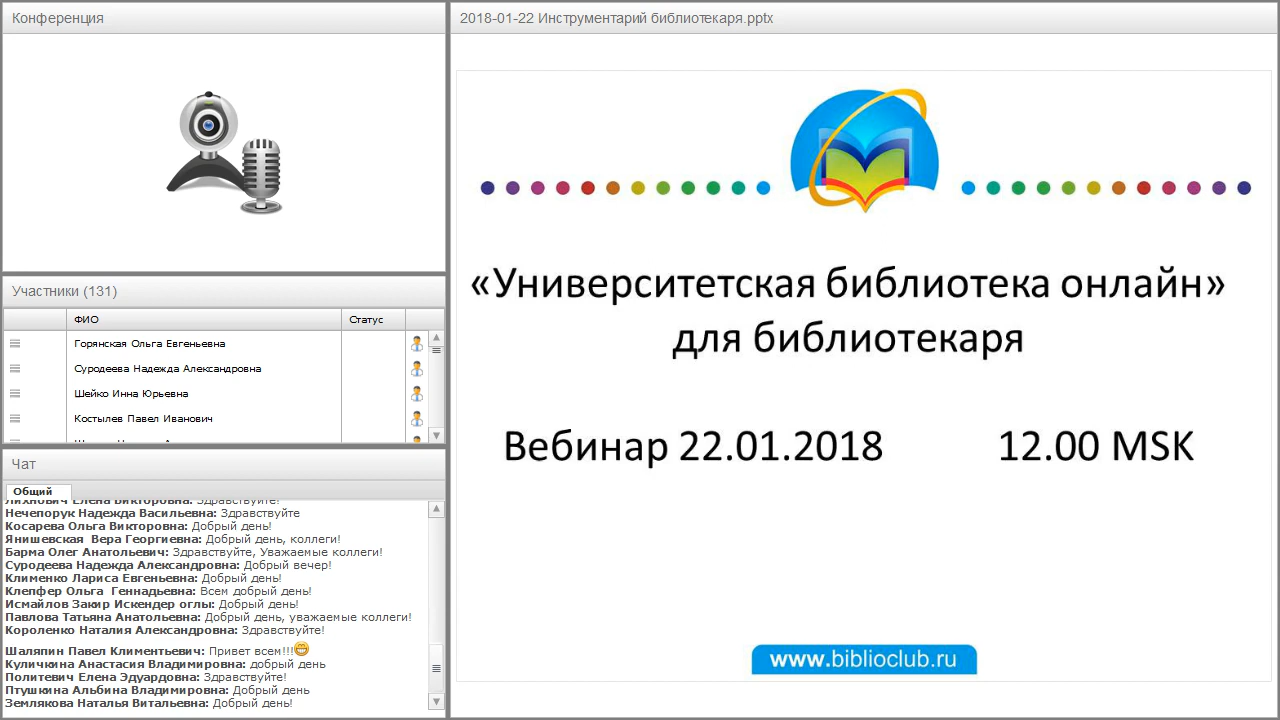 Конференция
Участники (131)
ФИО Статус
Горянская Ольга Евгеньевна
Суродеева Надежда Александровна
Шейко Инна Юрьевна
Костылев Павел Иванович
Чат
Общий
Лихнович Елена Викторовна: Здравствуйте!
Нечепорук Надежда Васильевна: Здравствуйте
Косарева Ольга Викторовна: Добрый день!
Янишевская Вера Георгиевна: Добрый день, коллеги!
Барма Олег Анатольевич: Здравствуйте, Уважаемые коллеги!
Суродеева Надежда Александровна: Добрый вечер!
Клименко Лариса Евгеньевна: Добрый день!
Клепфер Ольга Геннадьевна: Всем добрый день!
Исмайлов Закир Искендер оглы: Добрый день!
Павлова Татьяна Анатольевна: Добрый день, уважаемые коллеги!
Короленко Наталия Александровна: Здравствуйте!
Шаляпин Павел Климентьевич: Привет всем!!!
Куличкина Анастасия Владимировна: добрый день
Политевич Елена Эдуардовна: Здравствуйте!
Птушкина Альбина Владимировна: Добрый день
Землякова Наталья Витальевна: Добрый день!
2018-01-22 Инструментарий библиотекаря.pptx
«Университетская библиотека онлайн»
для библиотекаря
Вебинар 22.01.2018 12.00 MSK
www.biblioclub.ru